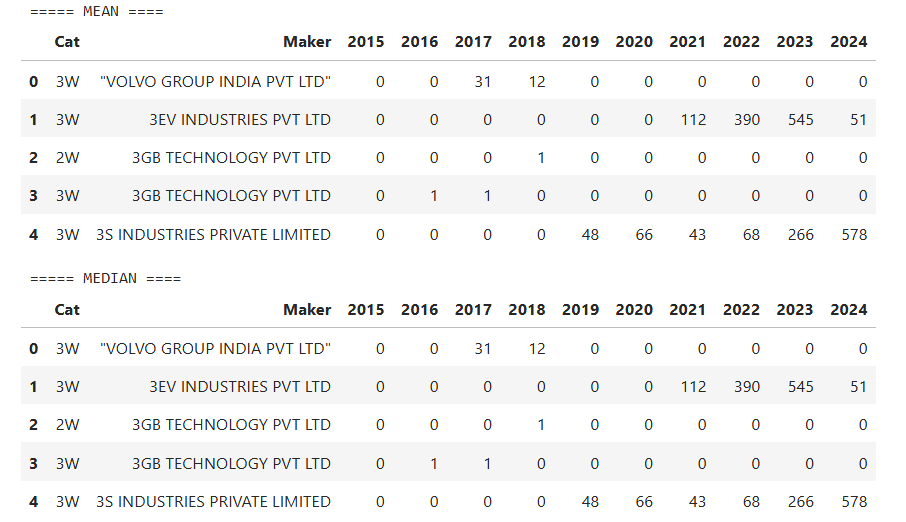 ===== MEAN ====
Cat Maker 2015 2016 2017 2018 2019 2020 2021 2022 2023 2024
0 3W "VOLVO GROUP INDIA PVT LTD" 0 0 31 12 0 0 0 0 0 0
1 3W 3EV INDUSTRIES PVT LTD 0 0 0 0 0 0 112 390 545 51
2 2W 3GB TECHNOLOGY PVT LTD 0 0 0 1 0 0 0 0 0 0
3 3W 3GB TECHNOLOGY PVT LTD 0 1 1 0 0 0 0 0 0 0
4 3W 3S INDUSTRIES PRIVATE LIMITED 0 0 0 0 48 66 43 68 266 578
===== MEDIAN ====
Cat Maker 2015 2016 2017 2018 2019 2020 2021 2022 2023 2024
0 3W "VOLVO GROUP INDIA PVT LTD" 0 0 31 12 0 0 0 0 0 0
1 3W 3EV INDUSTRIES PVT LTD 0 0 0 0 0 0 112 390 545 51
2 2W 3GB TECHNOLOGY PVT LTD 0 0 0 1 0 0 0 0 0 0
3 3W 3GB TECHNOLOGY PVT LTD 0 1 1 0 0 0 0 0 0 0
4 3W 3S INDUSTRIES PRIVATE LIMITED 0 0 0 0 48 66 43 68 266 578